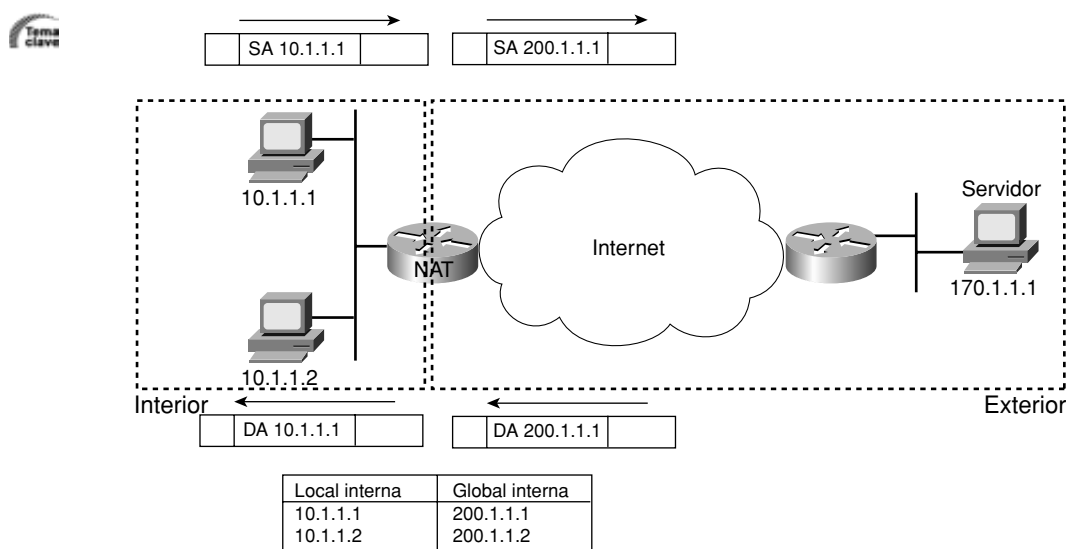 Tema
clave
SA 10.1.1.1
SA 200.1.1.1
10.1.1.1
10.1.1.2
NAT
Internet
Servidor
170.1.1.1
Interior
Exterior
DA 10.1.1.1
DA 200.1.1.1
Local interna Global interna
10.1.1.1 200.1.1.1
10.1.1.2 200.1.1.2